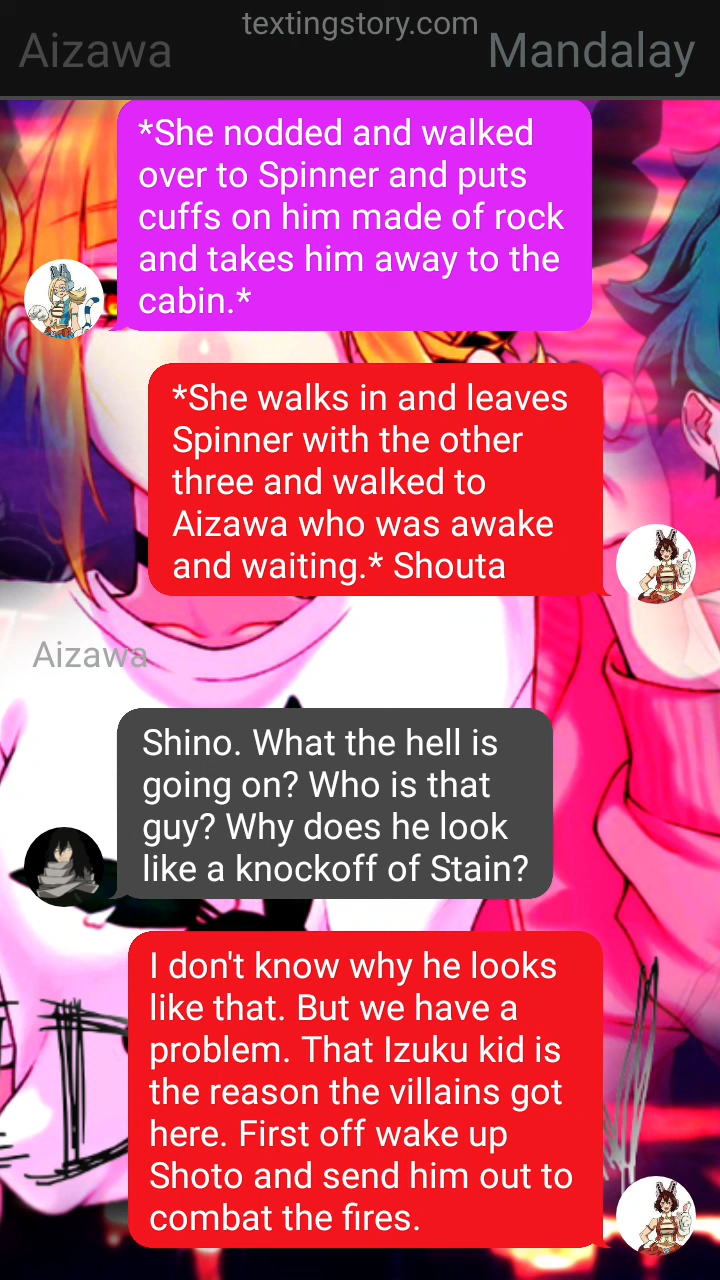 textingstory.com
Aizawa
Mandalay
*She nodded and walked
over to Spinner and puts
cuffs on him made of rock
and takes him away to the
cabin.*
*She walks in and leaves
Spinner with the other
three and walked to
Aizawa who was awake
and waiting.* Shouta
Aizawa
Shino. What the hell is
going on? Who is that
guy? Why does he look
like a knockoff of Stain?
I don't know why he looks
like that. But we have a
problem. That Izuku kid is
the reason the villains got
here. First off wake up
Shoto and send him out to
combat the fires.